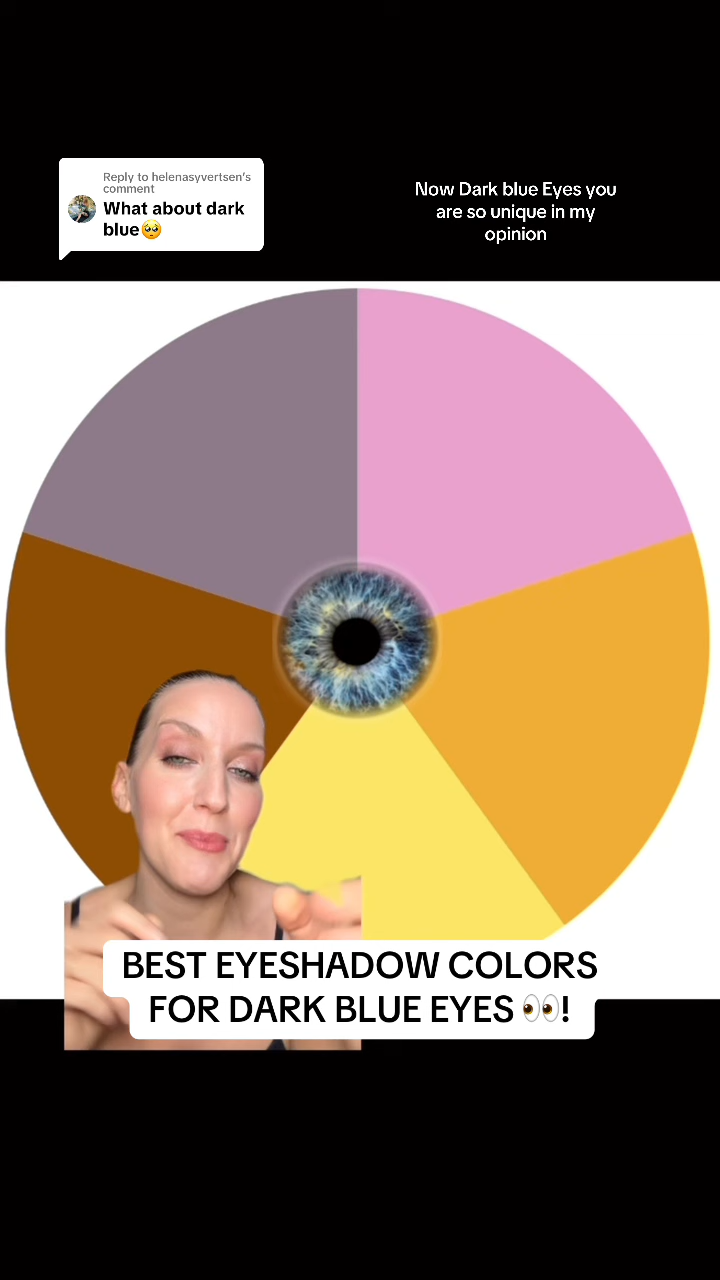 Reply to helenasyvertsen's
comment
What about dark
blue🥺
Now Dark blue Eyes you
are so unique in my
opinion
BEST EYESHADOW COLORS
FOR DARK BLUE EYES 👀!